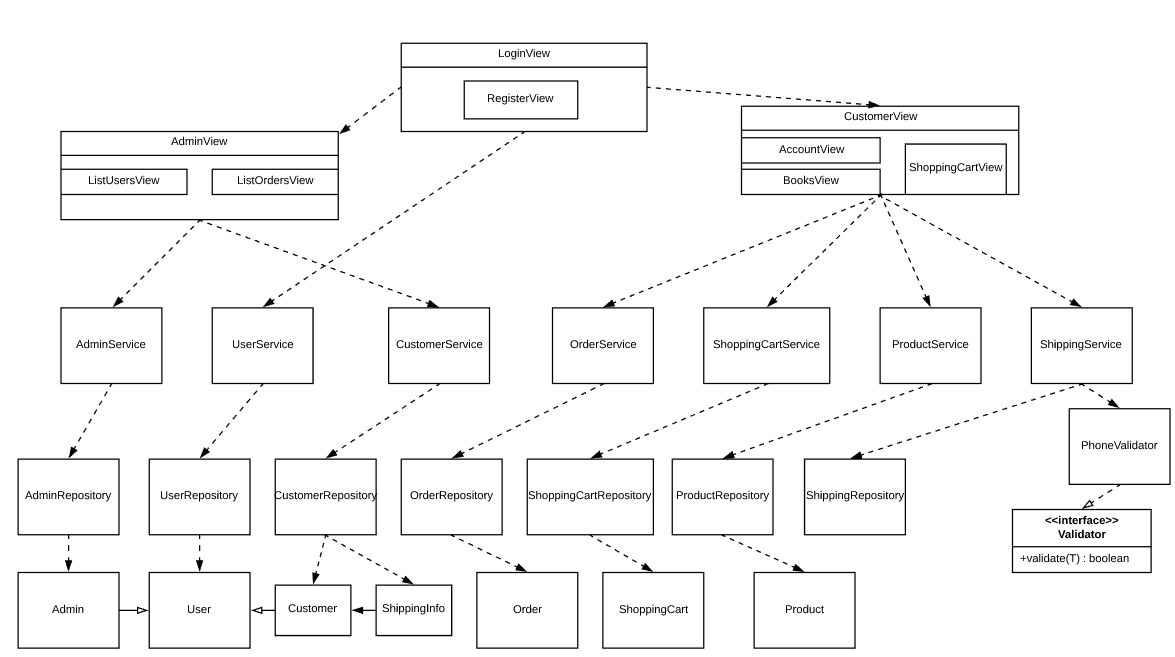 LoginView
RegisterView
CustomerView
AdminView
AccountView
ShoppingCartView
ListUsersView
ListOrdersView
BooksView
AdminService
UserService
CustomerService
OrderService
ShoppingCartService
ProductService
ShippingService
PhoneValidator
AdminRepository
UserRepository
CustomerRepository
OrderRepository
ShoppingCartRepository
ProductRepository
ShippingRepository
<<interface>>
Validator
+validate(T) : boolean
Admin
User
Customer
ShippingInfo
Order
ShoppingCart
Product